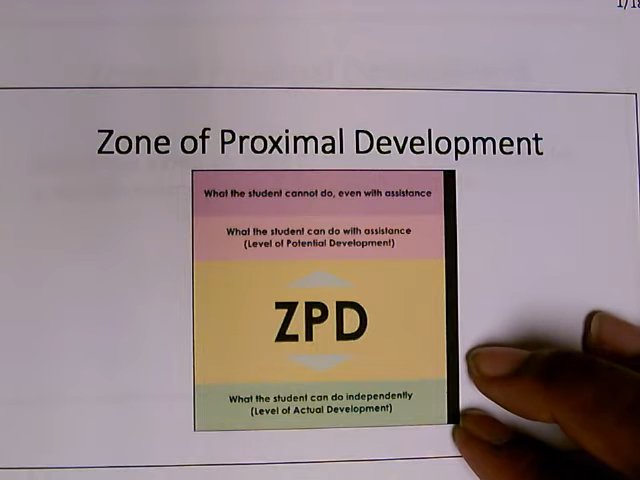 Zone of Proximal Development
What the student cannot do, even with assistance
What the student can do with assistance
(Level of Potential Development)
ZPD
What the student can do independently
(Level of Actual Development)